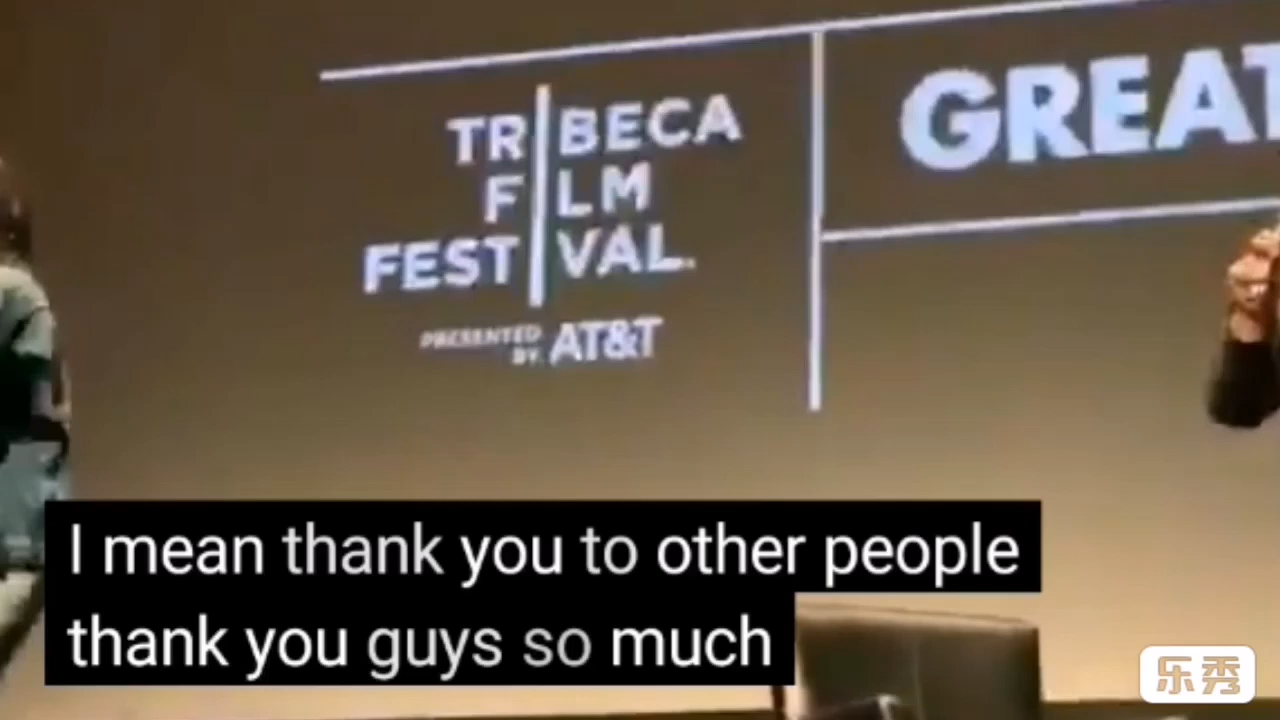 TRIBECA
FILM
FESTIVAL.
PRESENTED
BY
AT&T
GREAT
I mean thank you to other people
thank you guys so much
乐秀